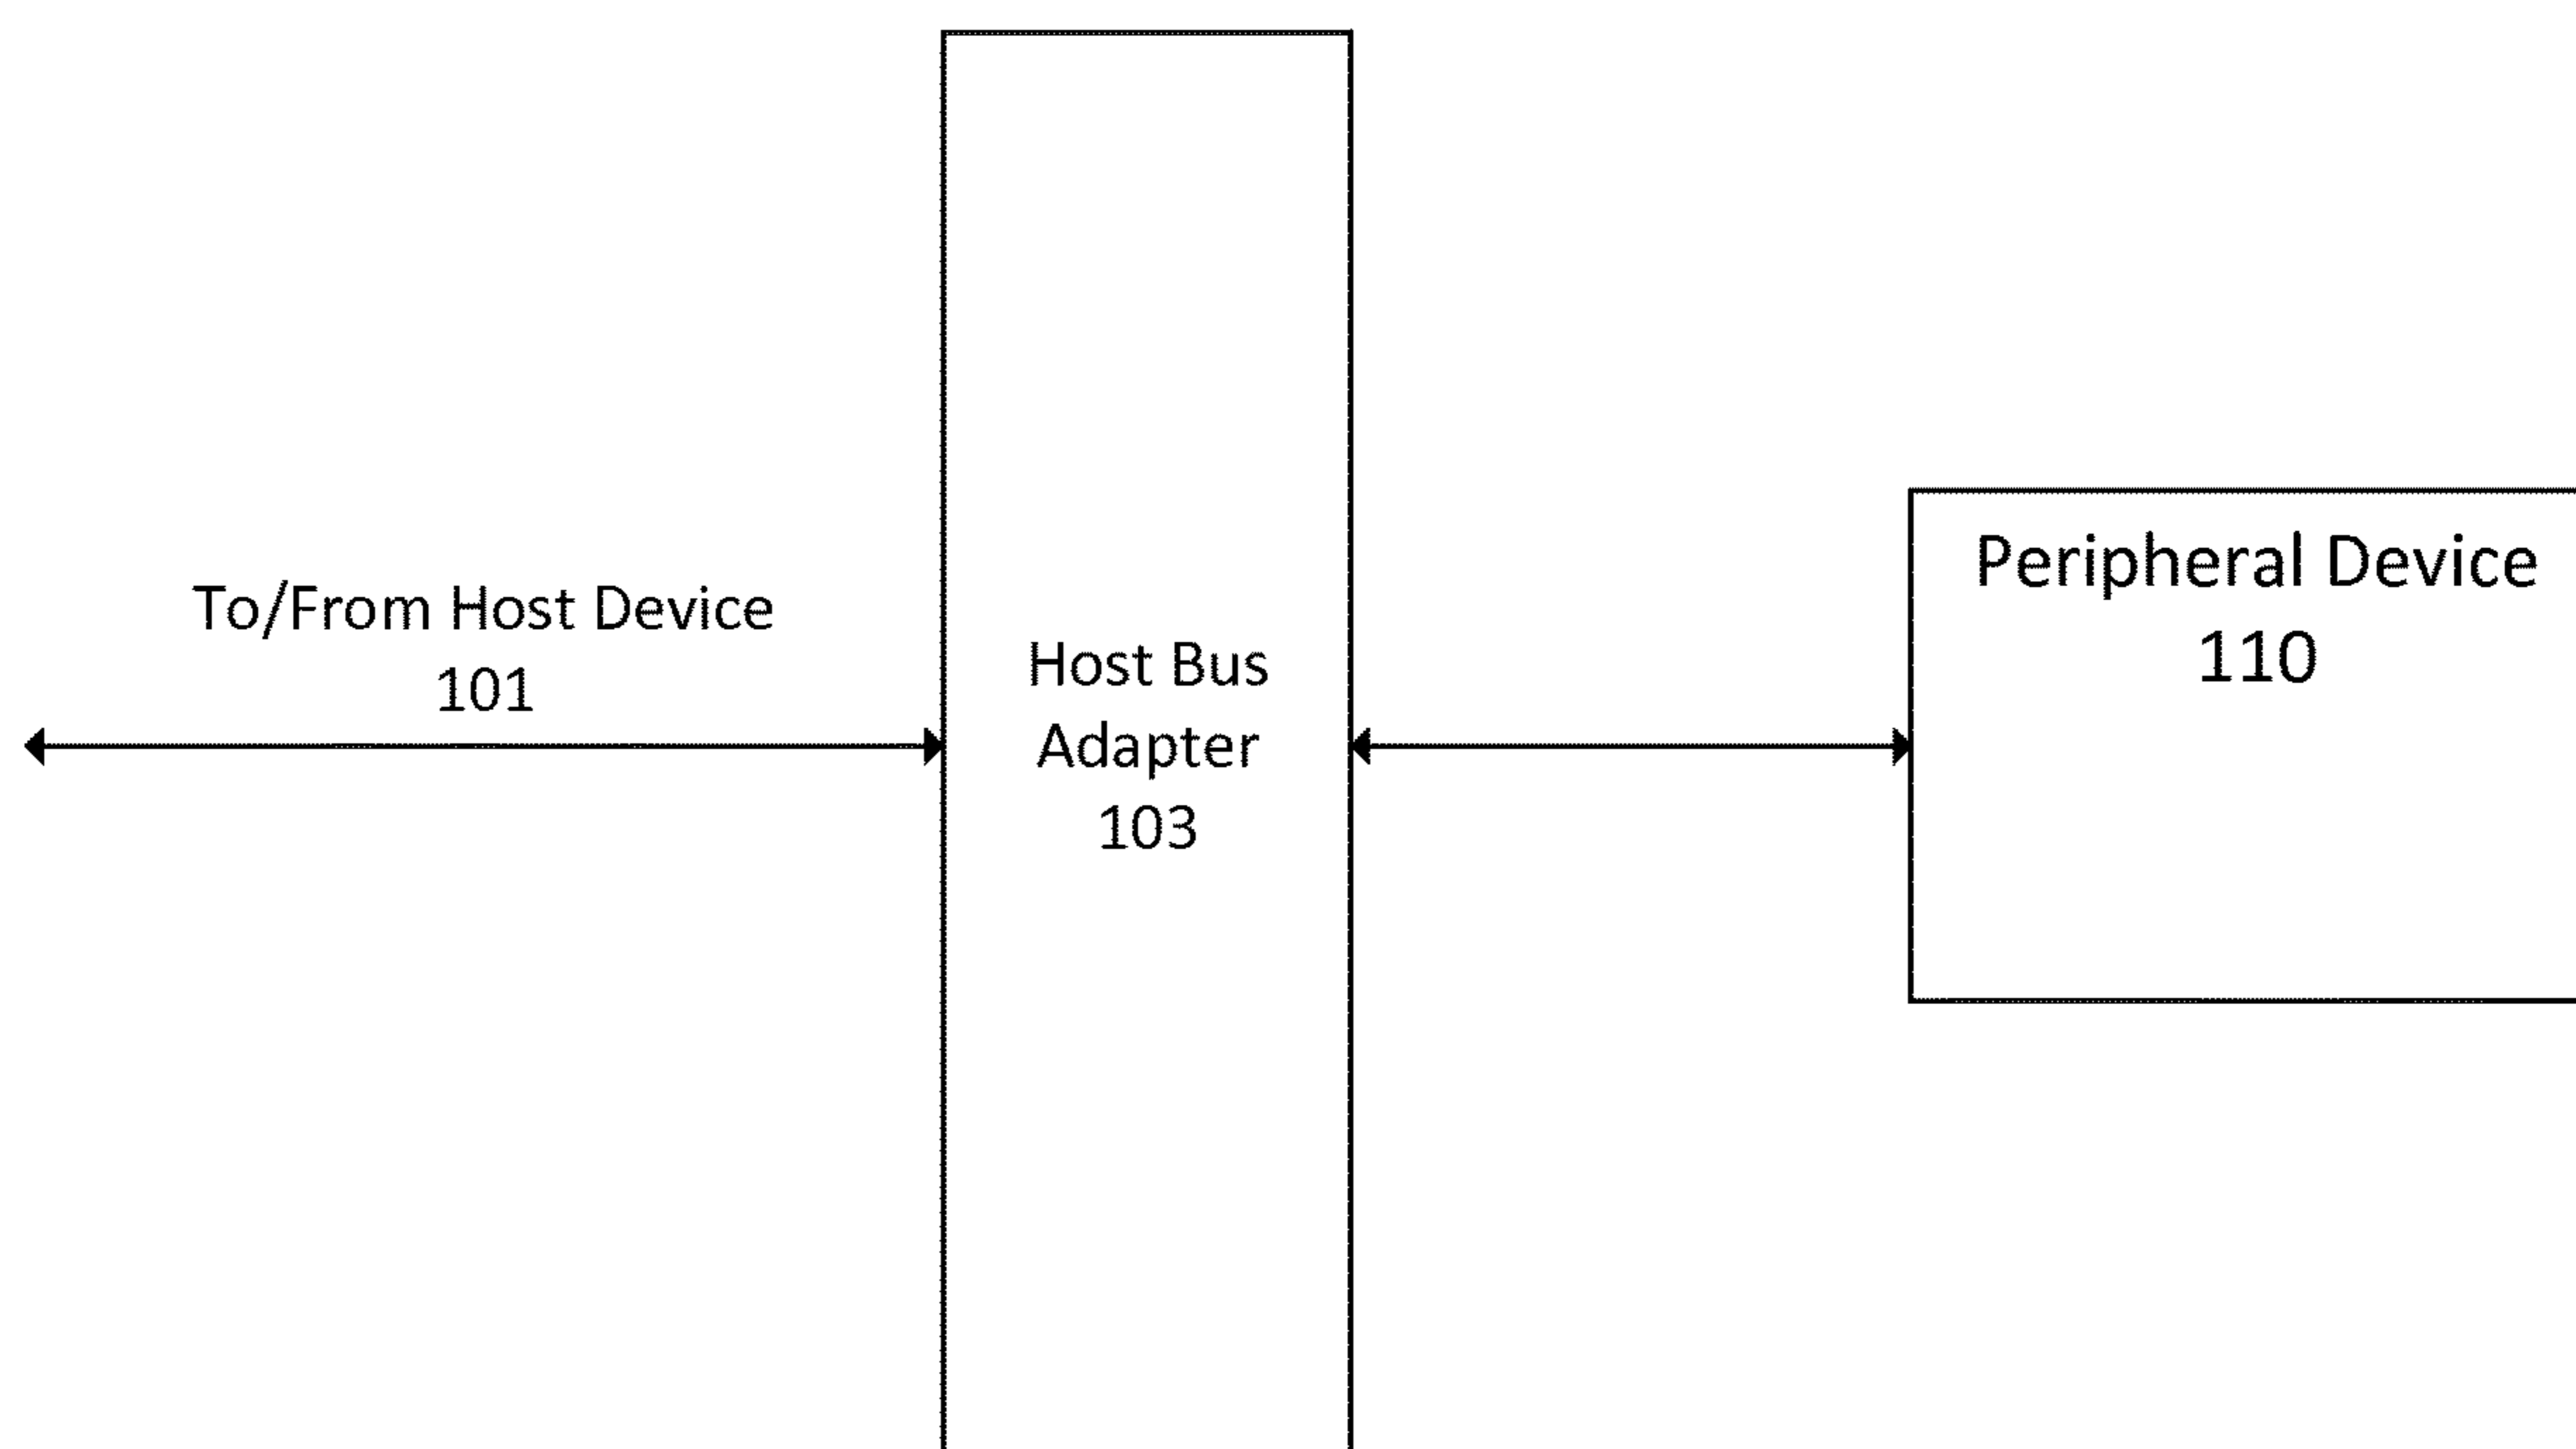 To/From Host Device
101
Host Bus
Adapter
103
Peripheral Device
110